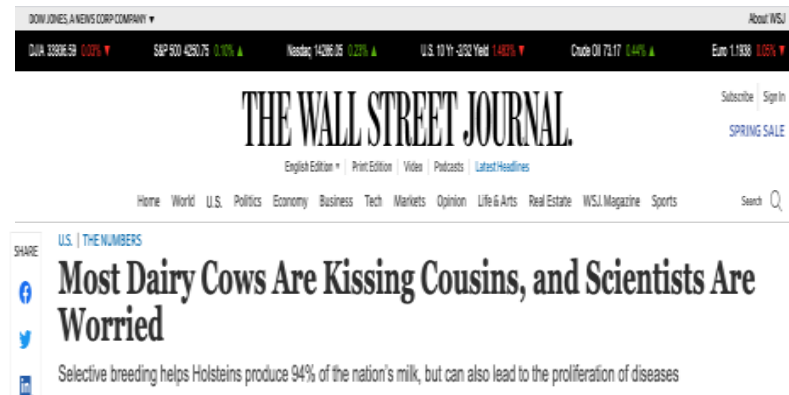 DOW JONES, A NEWS CORP COMPANY ▼ About WSJ
DJIA 33936.59 0.03% ▼ S&P 500 4250.75 0.10% ▲ Nasdaq 14286.05 0.23% ▲ U.S. 10 Yr -2/32 Yield 1.483% ▼ Crude Oil 73.17 0.44% ▲ Euro 1.1938 0.05% ▼
Subscribe | Sign In
THE WALL STREET JOURNAL.
SPRING SALE
English Edition ▼ | Print Edition | Video | Podcasts | Latest Headlines
Home World U.S. Politics Economy Business Tech Markets Opinion Life & Arts Real Estate WSJ. Magazine Sports Search
SHARE
U.S. | THE NUMBERS
Most Dairy Cows Are Kissing Cousins, and Scientists Are
Worried
Selective breeding helps Holsteins produce 94% of the nation's milk, but can also lead to the proliferation of diseases